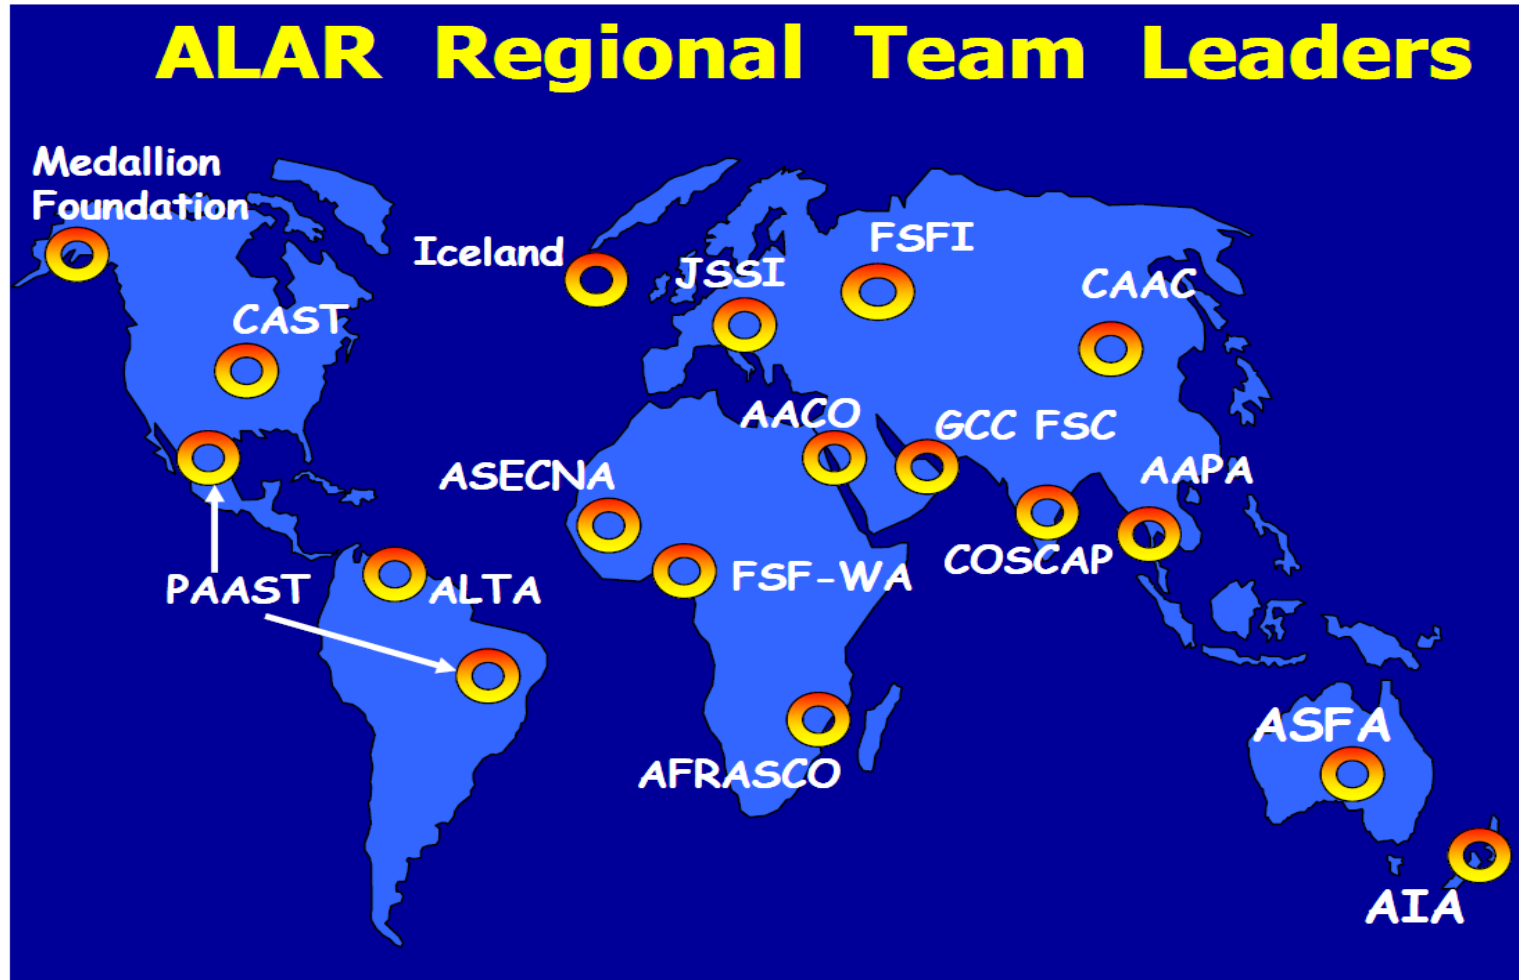 ALAR Regional Team Leaders
Medallion
Foundation
Iceland
FSFI
JSSI
CAAC
CAST
AACO
GCC FSC
ASECNA
AAPA
COSCAP
PAAST
ALTA
FSF-WA
ASFA
AFRASCO
AIA